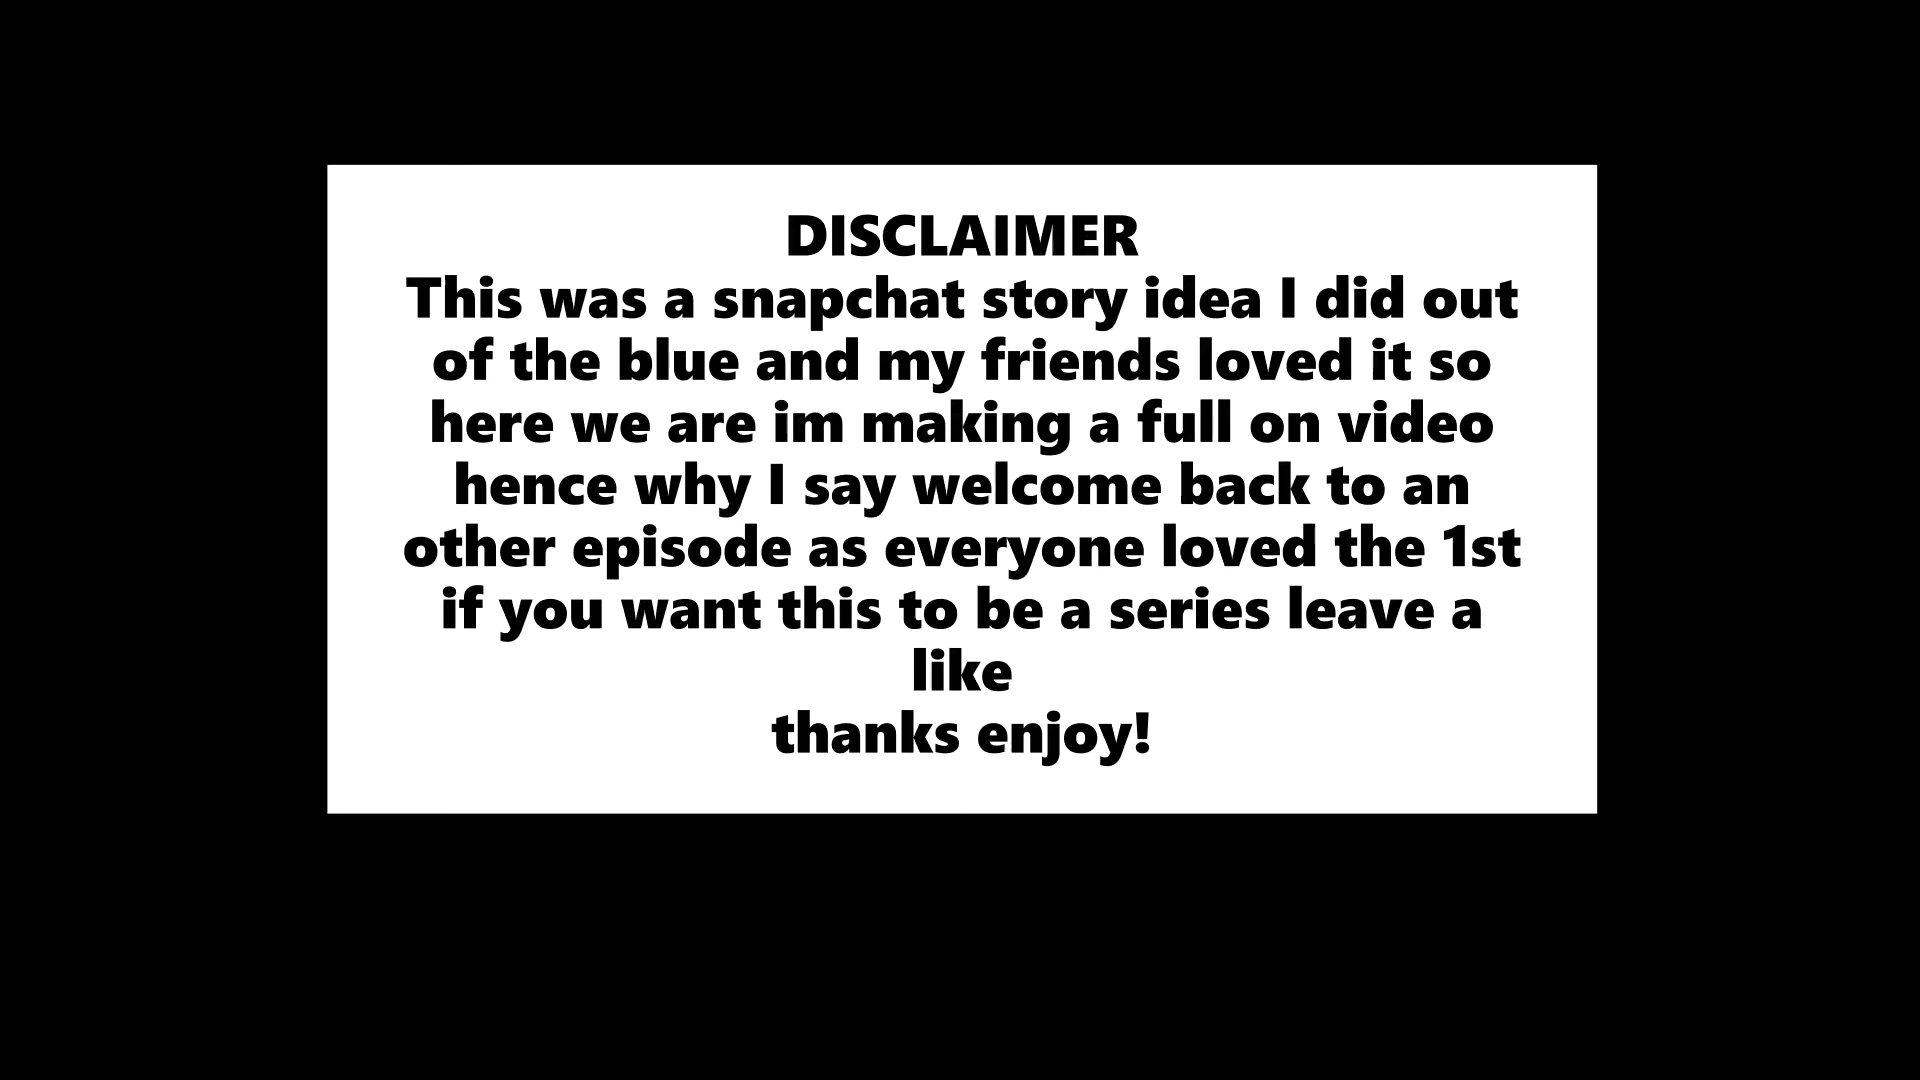 DISCLAIMER
This was a snapchat story idea I did out
of the blue and my friends loved it so
here we are im making a full on video
hence why I say welcome back to an
other episode as everyone loved the 1st
if you want this to be a series leave a
like
thanks enjoy!